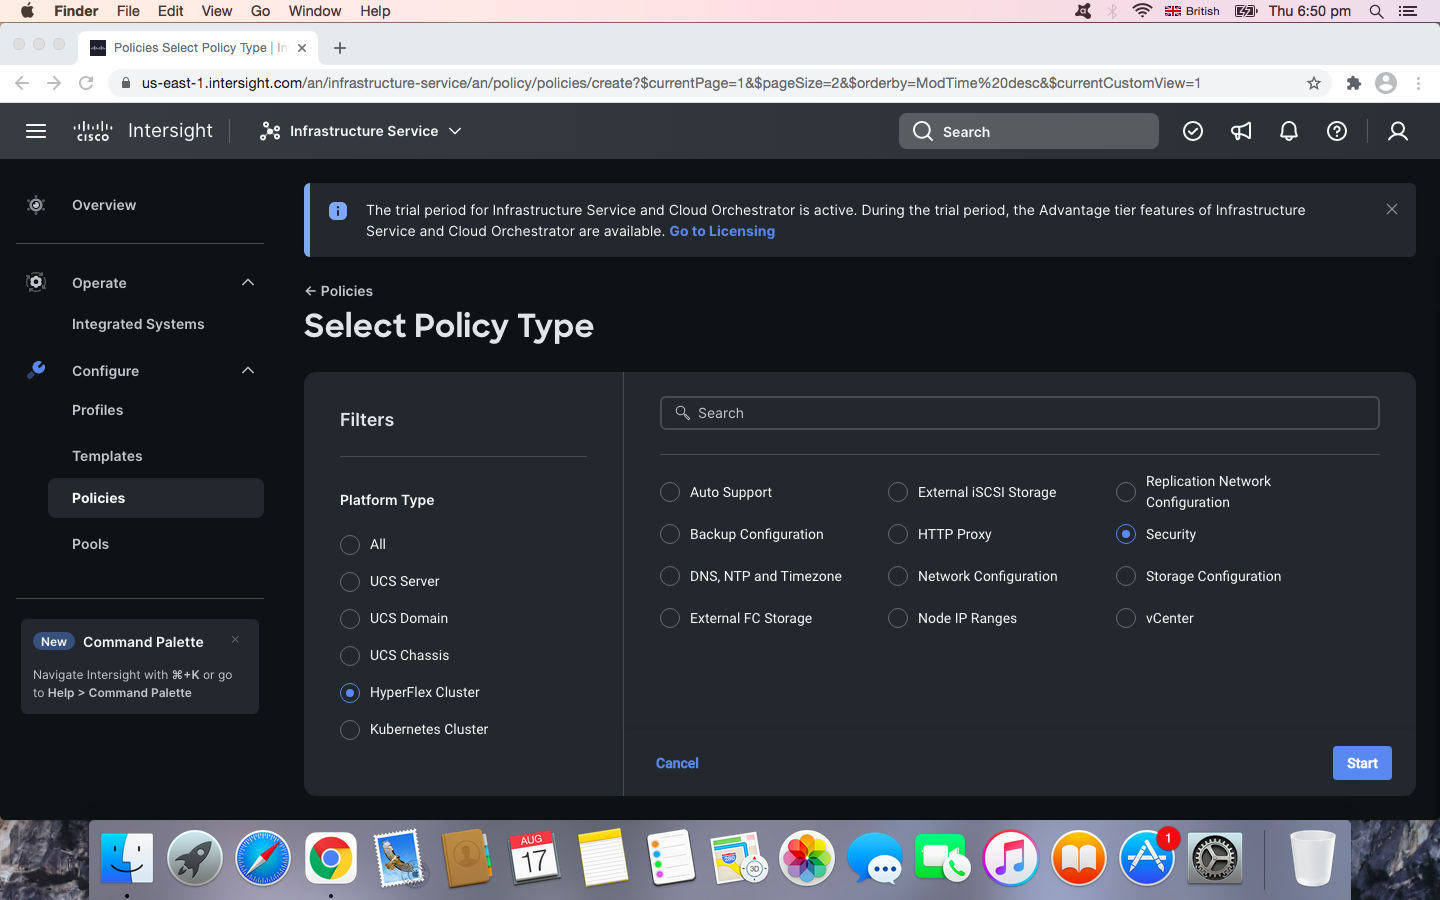 Finder File Edit View Go Window Help British Thu 6:50 pm
Policies Select Policy Type | In
us-east-1.intersight.com/an/infrastructure-service/an/policy/policies/create?$currentPage=1&$pageSize=2&$orderby=ModTime%20desc&$currentCustomView=1
CISCO Intersight Infrastructure Service Search
Overview
Operate
Integrated Systems
Configure
Profiles
Templates
Policies
Pools
New Command Palette
Navigate Intersight with ⌘+K or go
to Help > Command Palette
The trial period for Infrastructure Service and Cloud Orchestrator is active. During the trial period, the Advantage tier features of Infrastructure
Service and Cloud Orchestrator are available. Go to Licensing
← Policies
Select Policy Type
Filters
Platform Type
All
UCS Server
UCS Domain
UCS Chassis
HyperFlex Cluster
Kubernetes Cluster
Search
Auto Support
Backup Configuration
DNS, NTP and Timezone
External FC Storage
External iSCSI Storage
HTTP Proxy
Network Configuration
Node IP Ranges
Replication Network
Configuration
Security
Storage Configuration
vCenter
Cancel
Start
AUG
17
280
3D
1